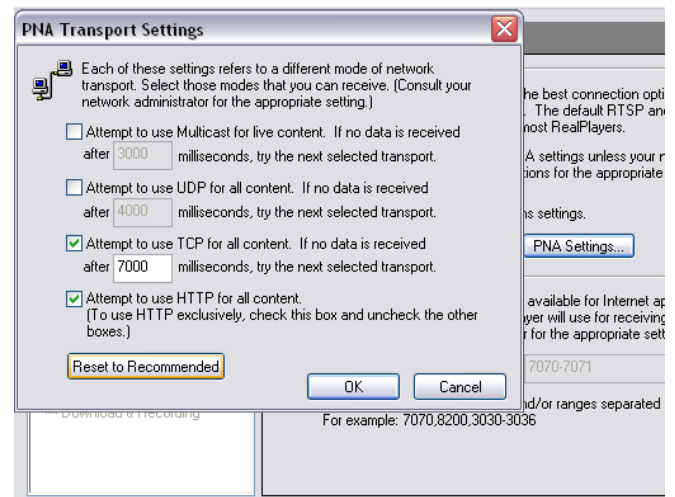 PNA Transport Settings
Each of these settings refers to a different mode of network
transport. Select those modes that you can receive. (Consult your
network administrator for the appropriate setting.)
Attempt to use Multicast for live content. If no data is received
after 3000 milliseconds, try the next selected transport.
Attempt to use UDP for all content. If no data is received
after 4000 milliseconds, try the next selected transport.
Attempt to use TCP for all content. If no data is received
after 7000 milliseconds, try the next selected transport.
Attempt to use HTTP for all content.
(To use HTTP exclusively, check this box and uncheck the other
boxes.)
Reset to Recommended
OK Cancel
he best connection opti
. The default RTSP an
most RealPlayers.
A settings unless your r
tions for the appropriate
ns settings.
PNA Settings...
available for Internet ap
yer will use for receiving
r for the appropriate sett
7070-7071
nd/or ranges separated
For example: 7070,8200,3030-3036
Download & Recording